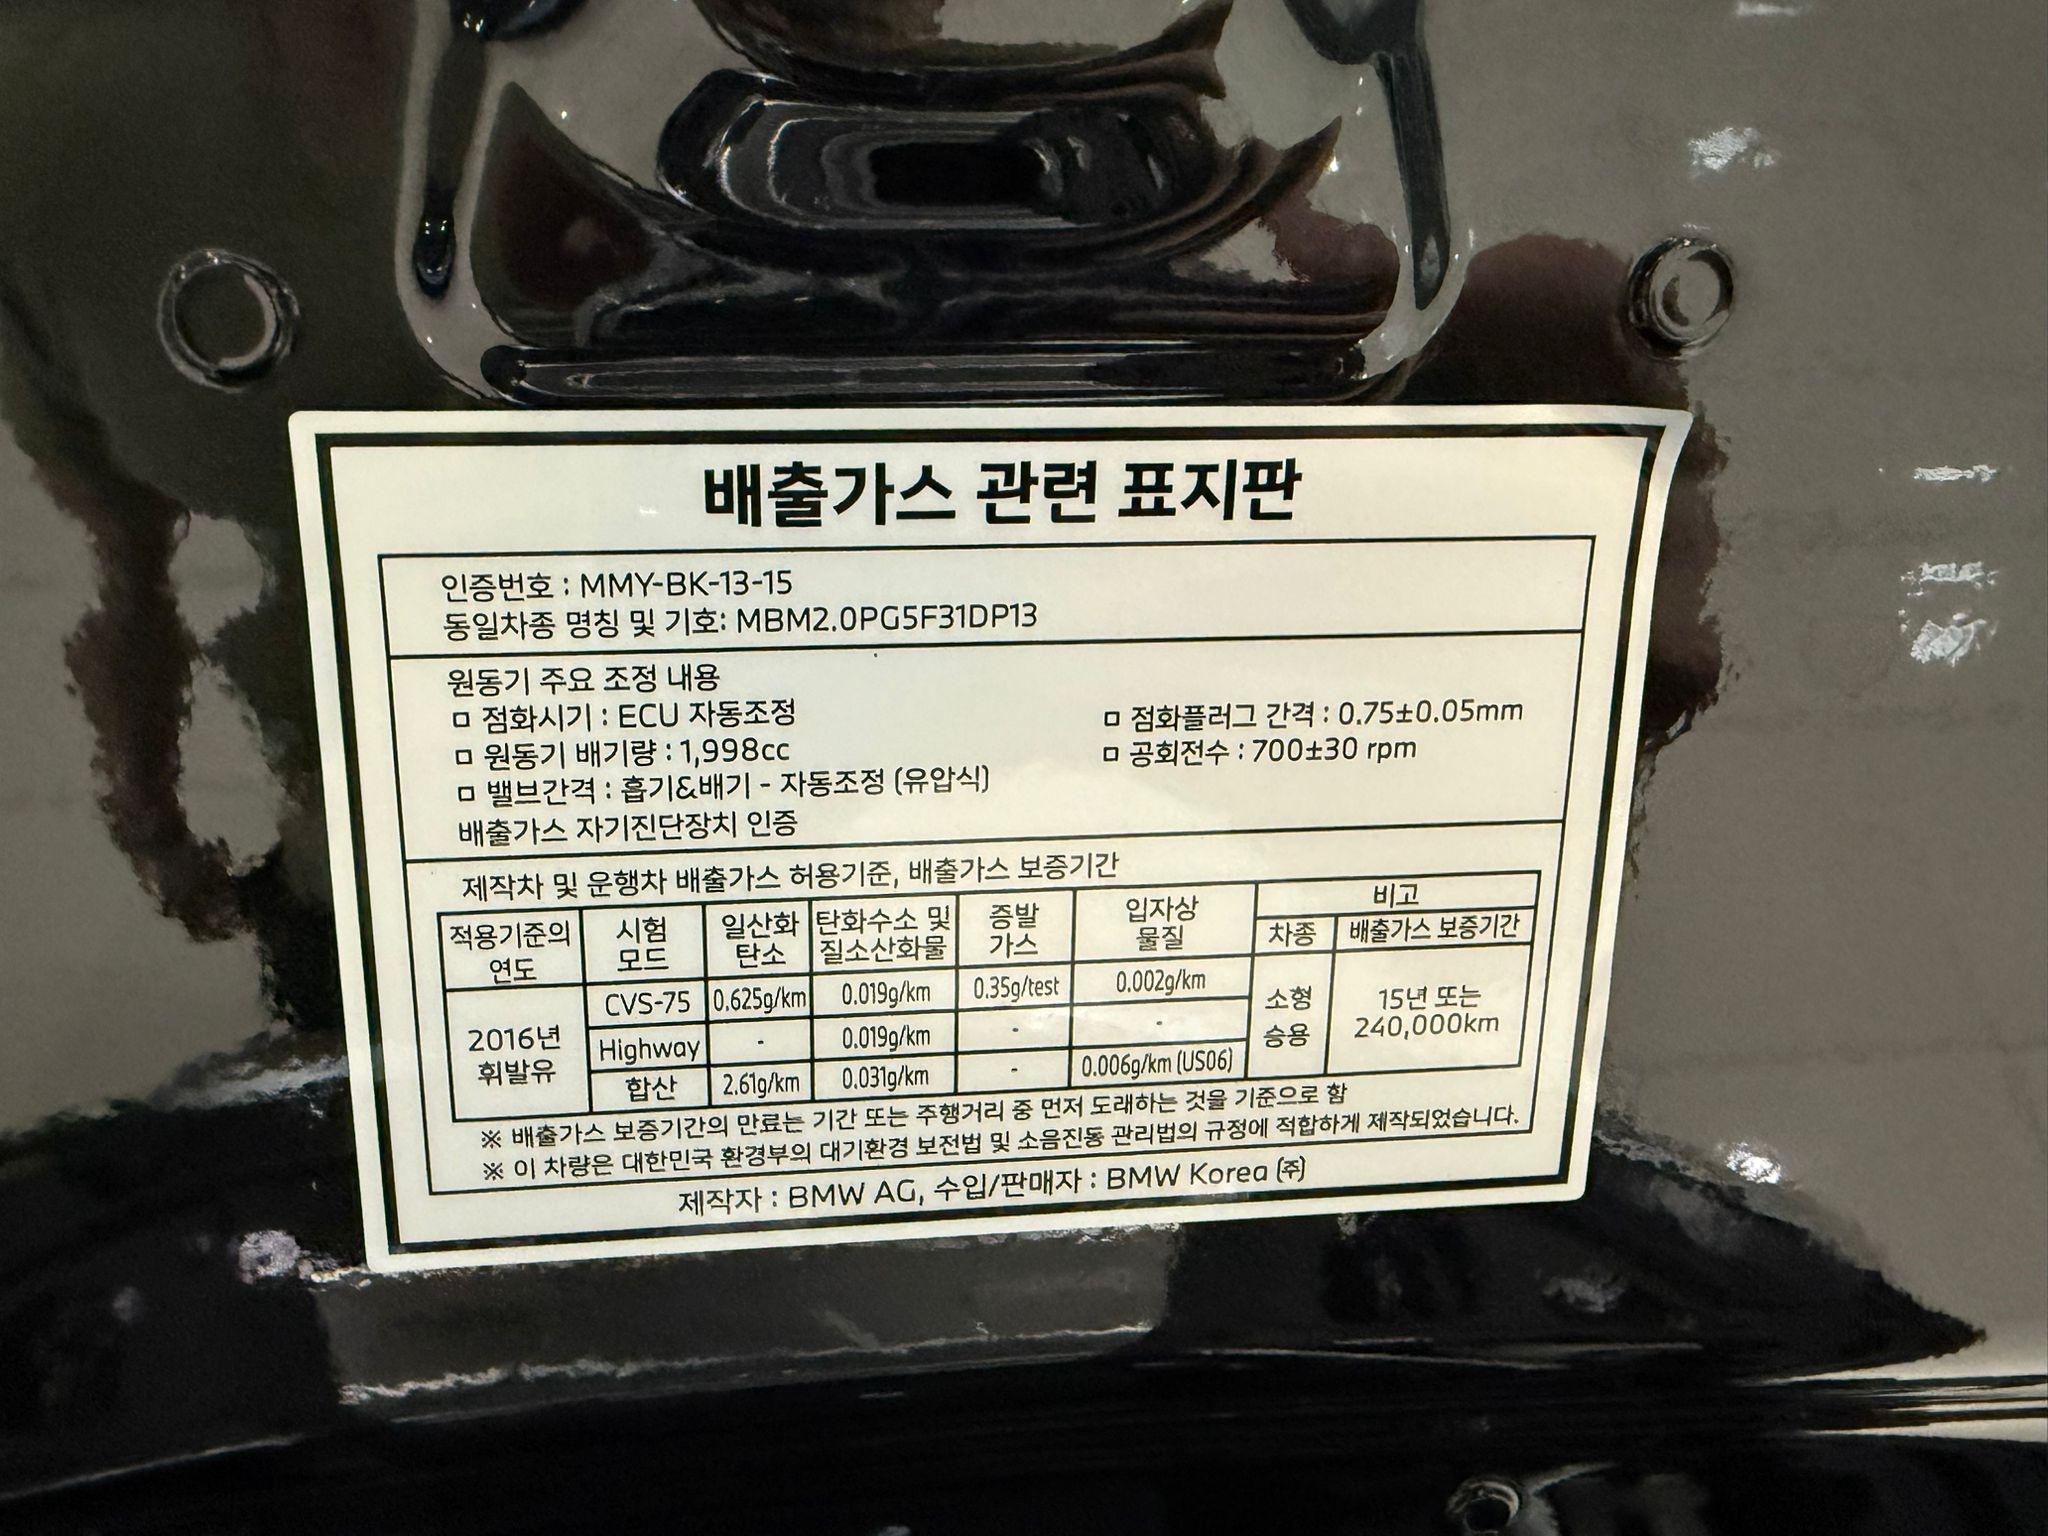 배출가스 관련 표지판
인증번호 : MMY-BK-13-15
동일차종 명칭 및 기호: MBM2.0PG5F31DP13
원동기 주요 조정 내용
□ 점화시기 : ECU 자동조정 □ 점화플러그 간격 : 0.75±0.05mm
□ 원동기 배기량 : 1,998cc □ 공회전수 : 700±30 rpm
□ 밸브간격 : 흡기&배기 - 자동조정 (유압식)
배출가스 자기진단장치 인증
제작차 및 운행차 배출가스 허용기준, 배출가스 보증기간
적용기준의 연도 시험 모드 일산화 탄소 탄화수소 및 질소산화물 증발 가스 입자상 물질 비고
차종 배출가스 보증기간
2016년 휘발유 CVS-75 0.625g/km 0.019g/km 0.35g/test 0.002g/km 소형 승용 15년 또는 240,000km
Highway - 0.019g/km - -
합산 2.61g/km 0.031g/km - 0.006g/km (US06)
※ 배출가스 보증기간의 만료는 기간 또는 주행거리 중 먼저 도래하는 것을 기준으로 함
※ 이 차량은 대한민국 환경부의 대기환경 보전법 및 소음진동 관리법의 규정에 적합하게 제작되었습니다.
제작자 : BMW AG, 수입/판매자 : BMW Korea ㈜